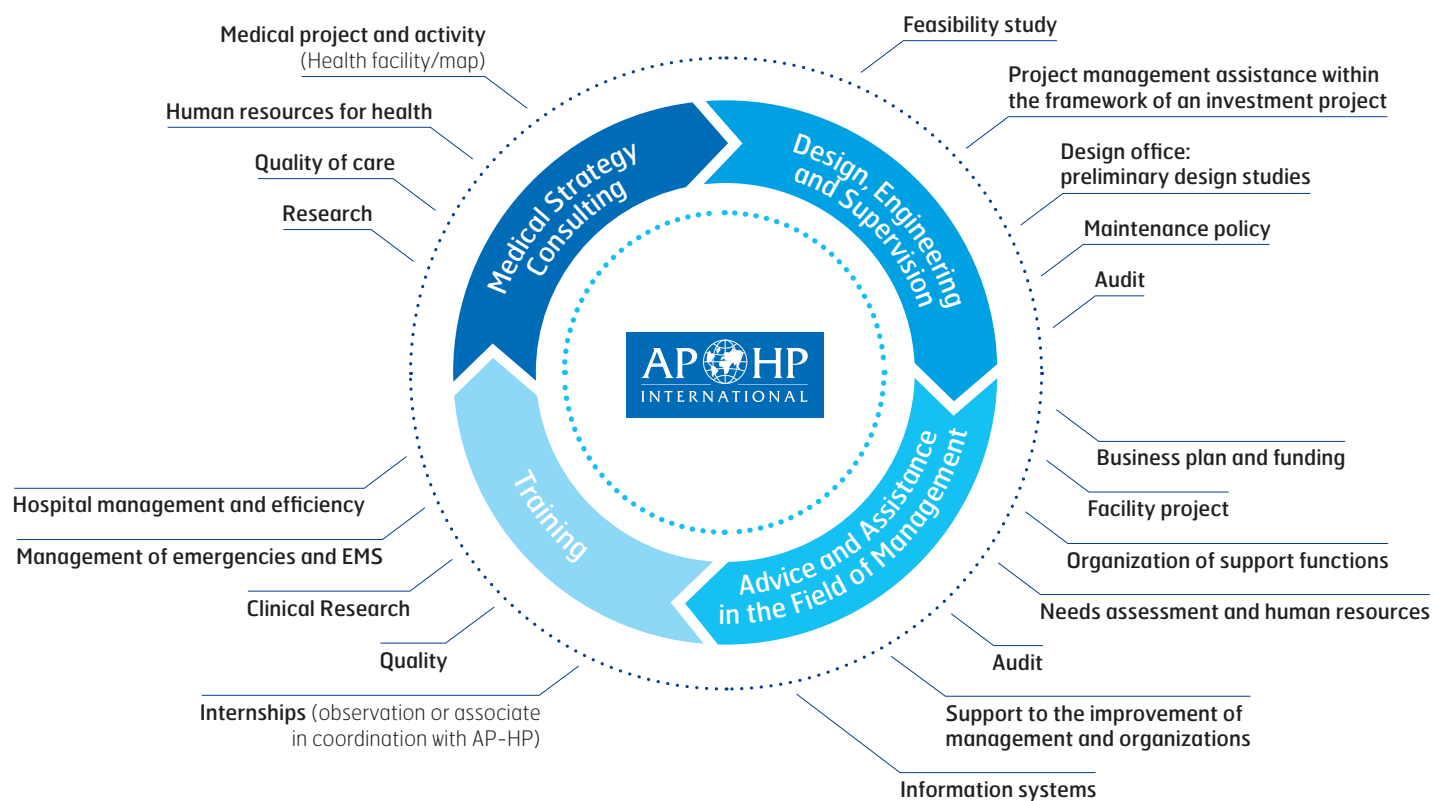 Medical project and activity
(Health facility/map)
Human resources for health
Quality of care
Research
Feasibility study
Project management assistance within
the framework of an investment project
Design office:
preliminary design studies
Maintenance policy
Audit
Medical Strategy
Consulting
Design, Engineering
and Supervision
AP HP
INTERNATIONAL
Training
Advice and Assistance
in the Field of Management
Hospital management and efficiency
Management of emergencies and EMS
Clinical Research
Quality
Internships (observation or associate
in coordination with AP-HP)
Business plan and funding
Facility project
Organization of support functions
Needs assessment and human resources
Audit
Support to the improvement of
management and organizations
Information systems